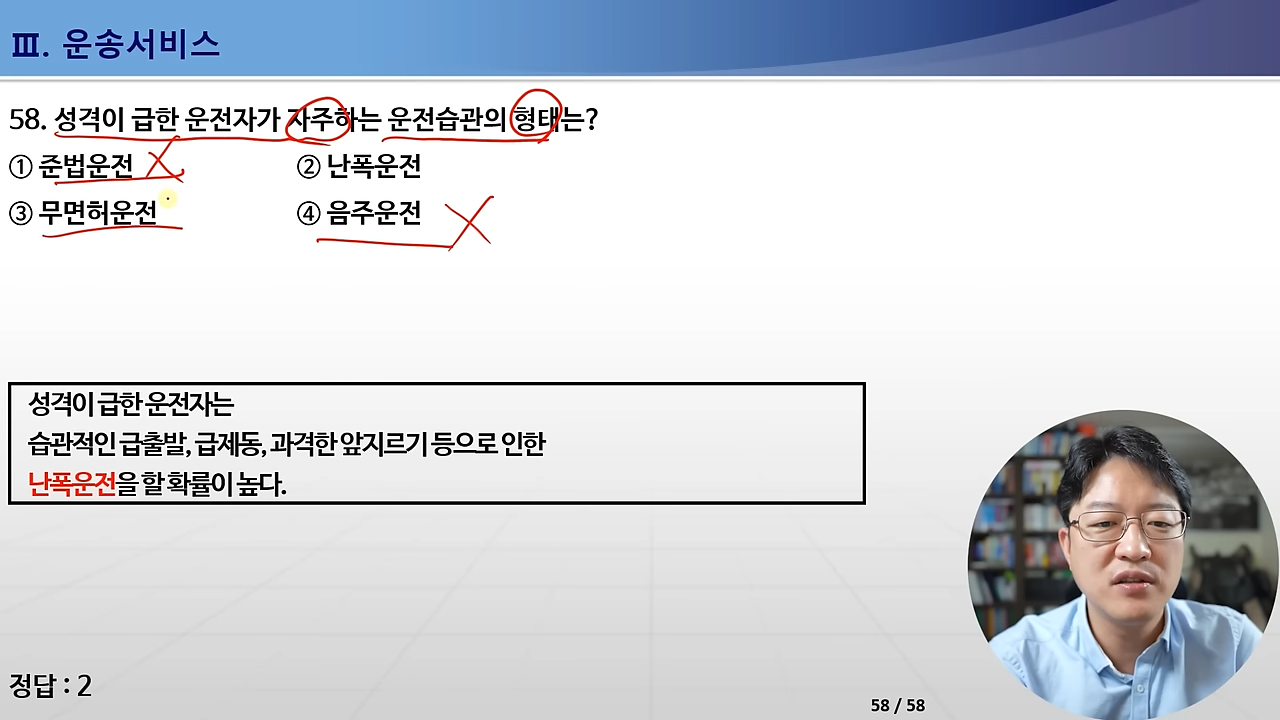 Ⅲ. 운송서비스
58. 성격이 급한 운전자가 자주하는 운전습관의 형태는?
① 준법운전 ② 난폭운전
③ 무면허운전 ④ 음주운전
성격이 급한 운전자는
습관적인 급출발, 급제동, 과격한 앞지르기 등으로 인한
난폭운전을 할 확률이 높다.
정답 : 2
58 / 58